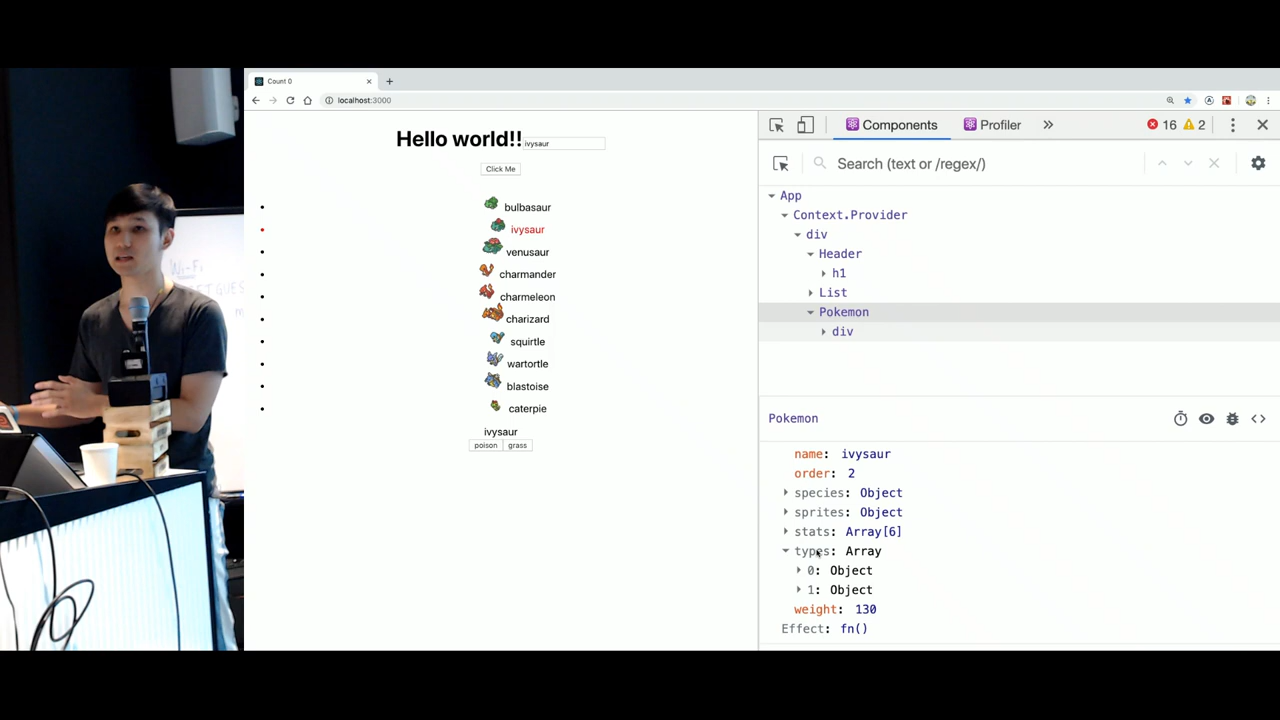 Count 0
localhost:3000
Hello world!!
ivysaur
Click Me
bulbasaur
ivysaur
venusaur
charmander
charmeleon
charizard
squirtle
wartortle
blastoise
caterpie
ivysaur
poison grass
Components Profiler 16 2
Search (text or /regex/)
App
Context.Provider
div
Header
h1
List
Pokemon
div
Pokemon
name: ivysaur
order: 2
species: Object
sprites: Object
stats: Array[6]
types: Array
0: Object
1: Object
weight: 130
Effect: fn()
Wi-Fi